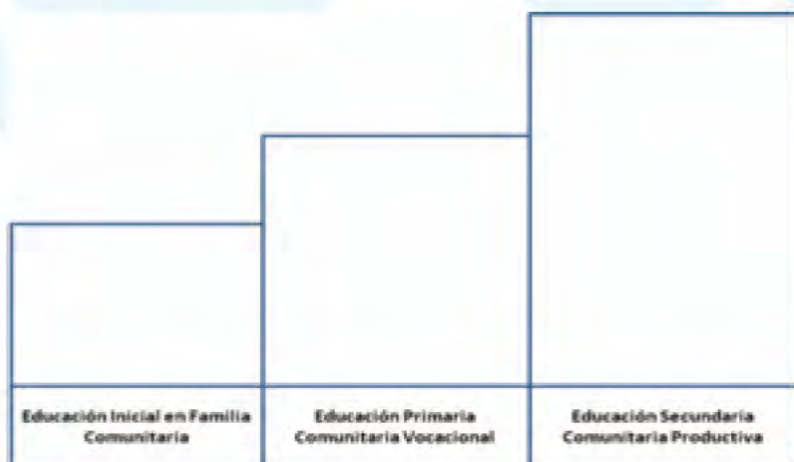 Educación Inicial en Familia
Comunitaria
Educación Primaria
Comunitaria Vocacional
Educación Secundaria
Comunitaria Productiva